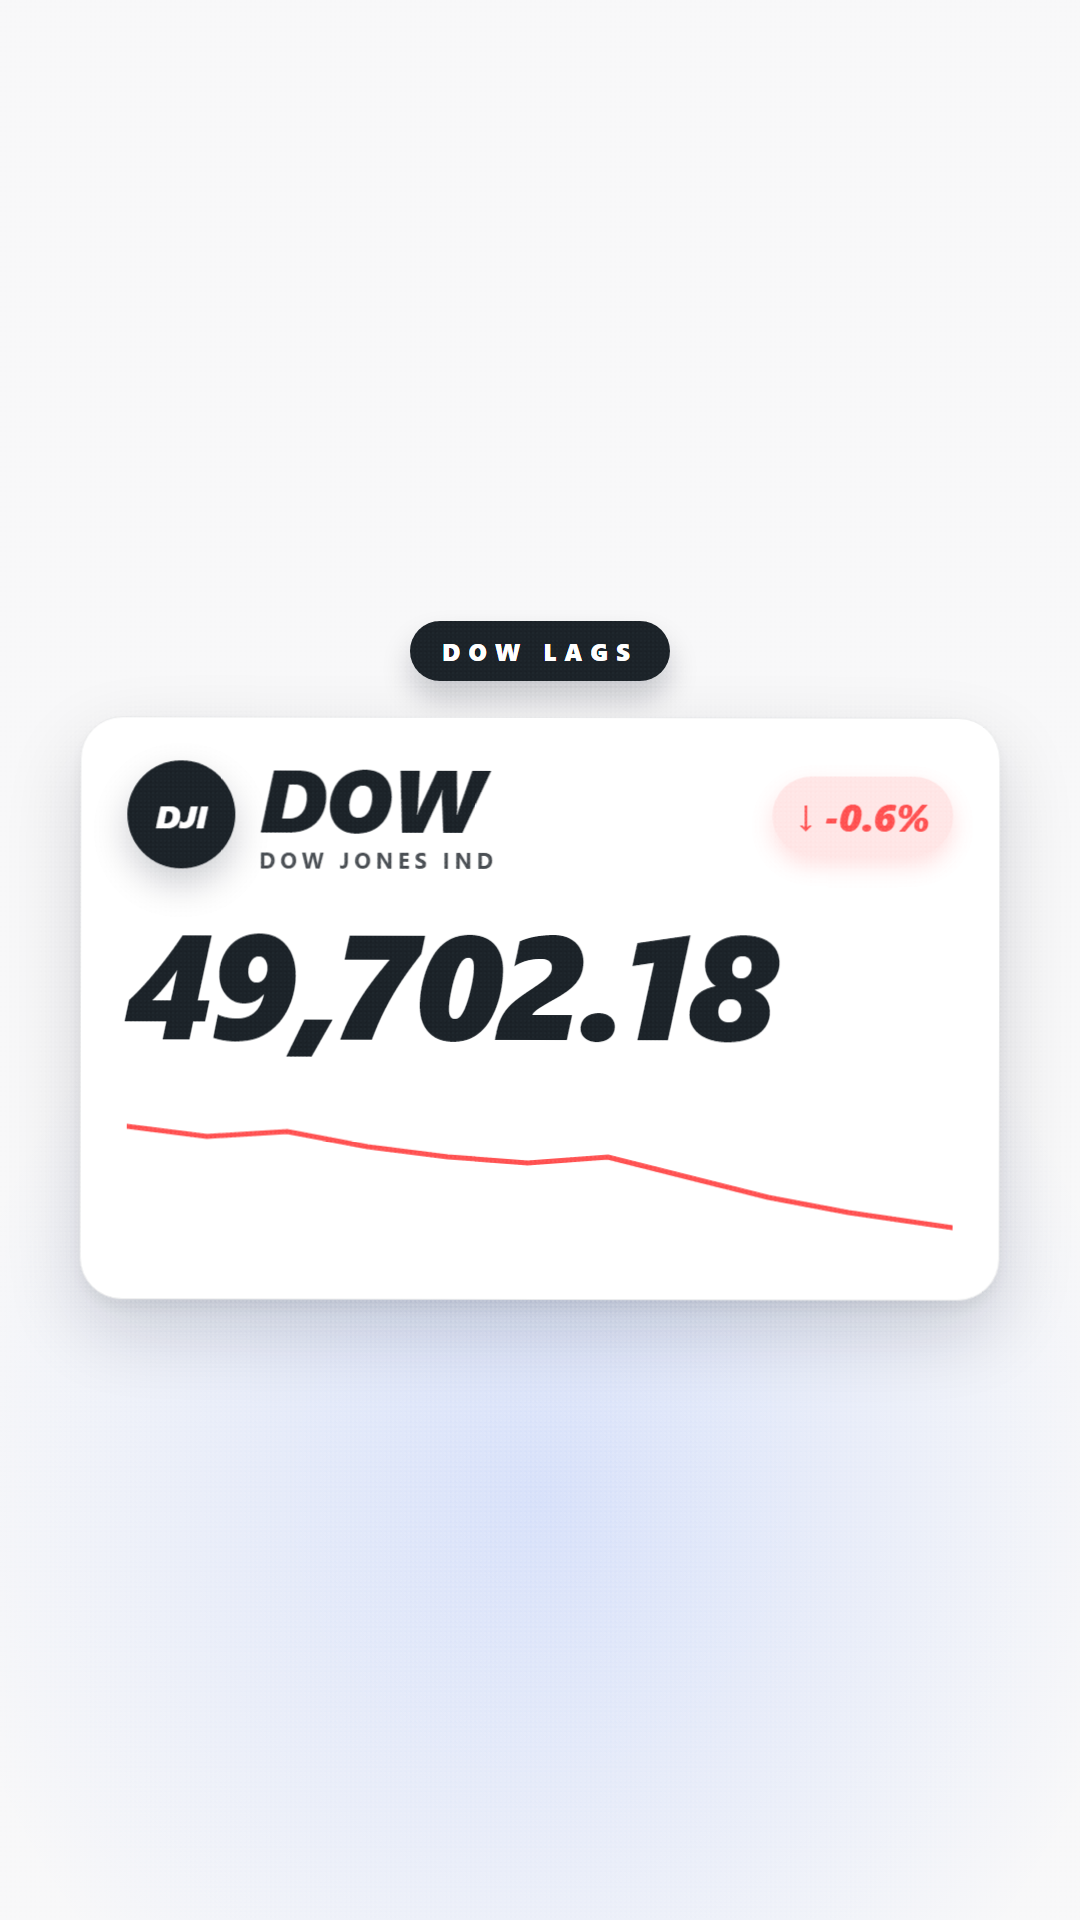 DOW LAGS
DJI
DOW
DOW JONES IND
↓ -0.6%
49,702.18